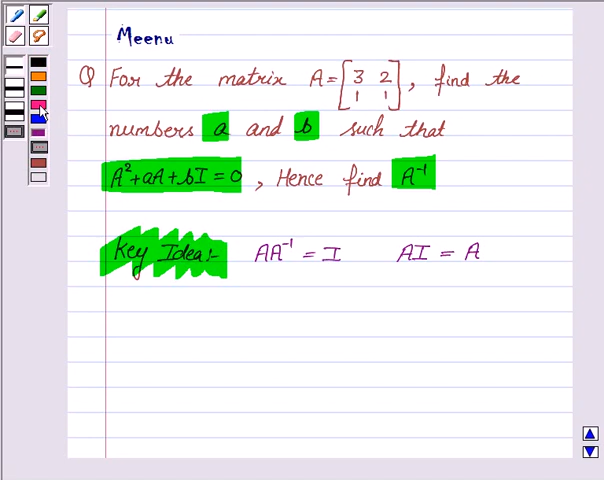 Meenu
Q For the matrix A = [3 2; 1 1], find the
numbers a and b such that
A²+aA+bI=0, Hence find A⁻¹
Key Idea:- AA⁻¹ = I AI = A